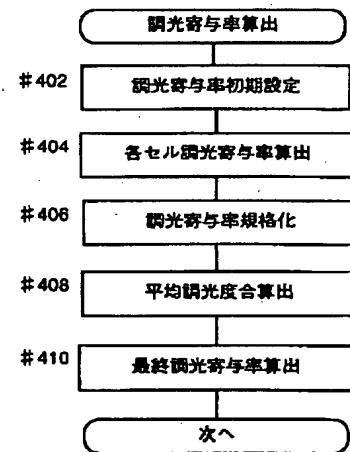 調光寄与率算出
#402 調光寄与率初期設定
#404 各セル調光寄与率算出
#406 調光寄与率規格化
#408 平均調光度合算出
#410 最終調光寄与率算出
次へ